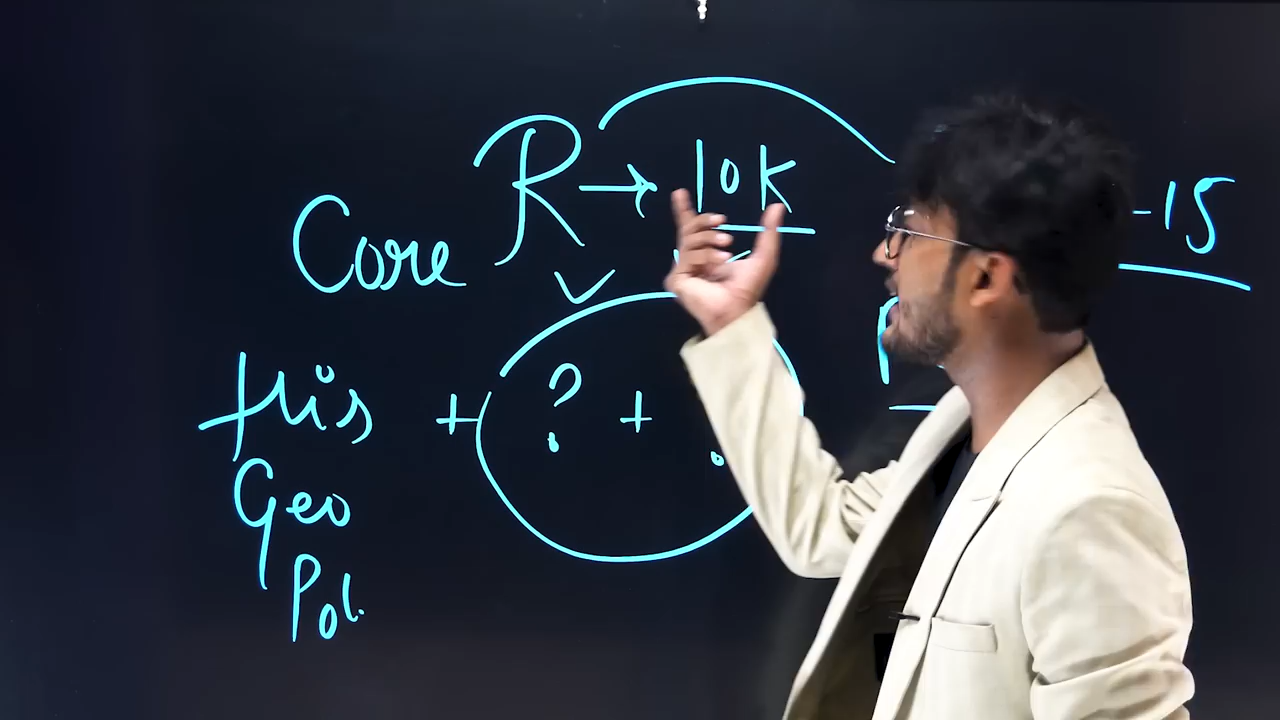 R → 10K
-15
Core
His + ? +
Geo
Pol.